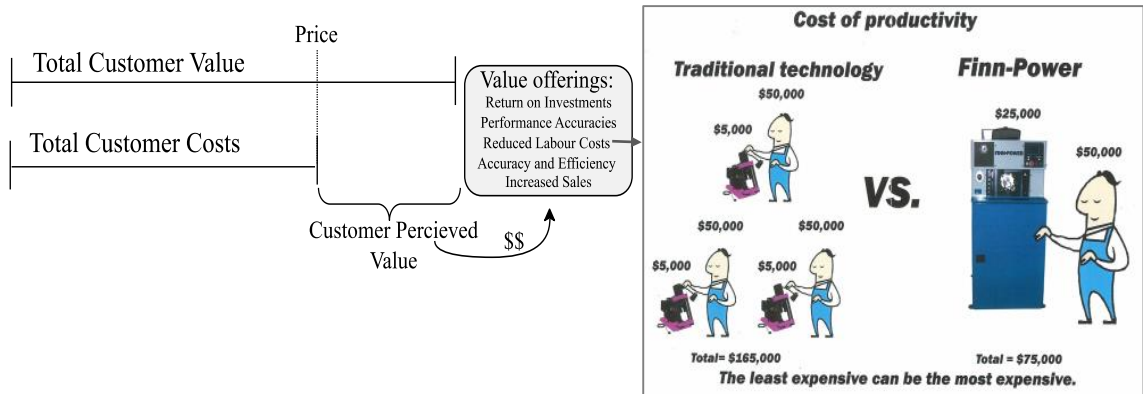 Price
Total Customer Value
Total Customer Costs
Customer Percieved
Value
$$
Value offerings:
Return on Investments
Performance Accuracies
Reduced Labour Costs
Accuracy and Efficiency
Increased Sales
Cost of productivity
Traditional technology
$50,000
$5,000
$50,000
$50,000
$5,000
$5,000
Total= $165,000
VS.
Finn-Power
$25,000
FINN-POWER
$50,000
Total = $75,000
The least expensive can be the most expensive.